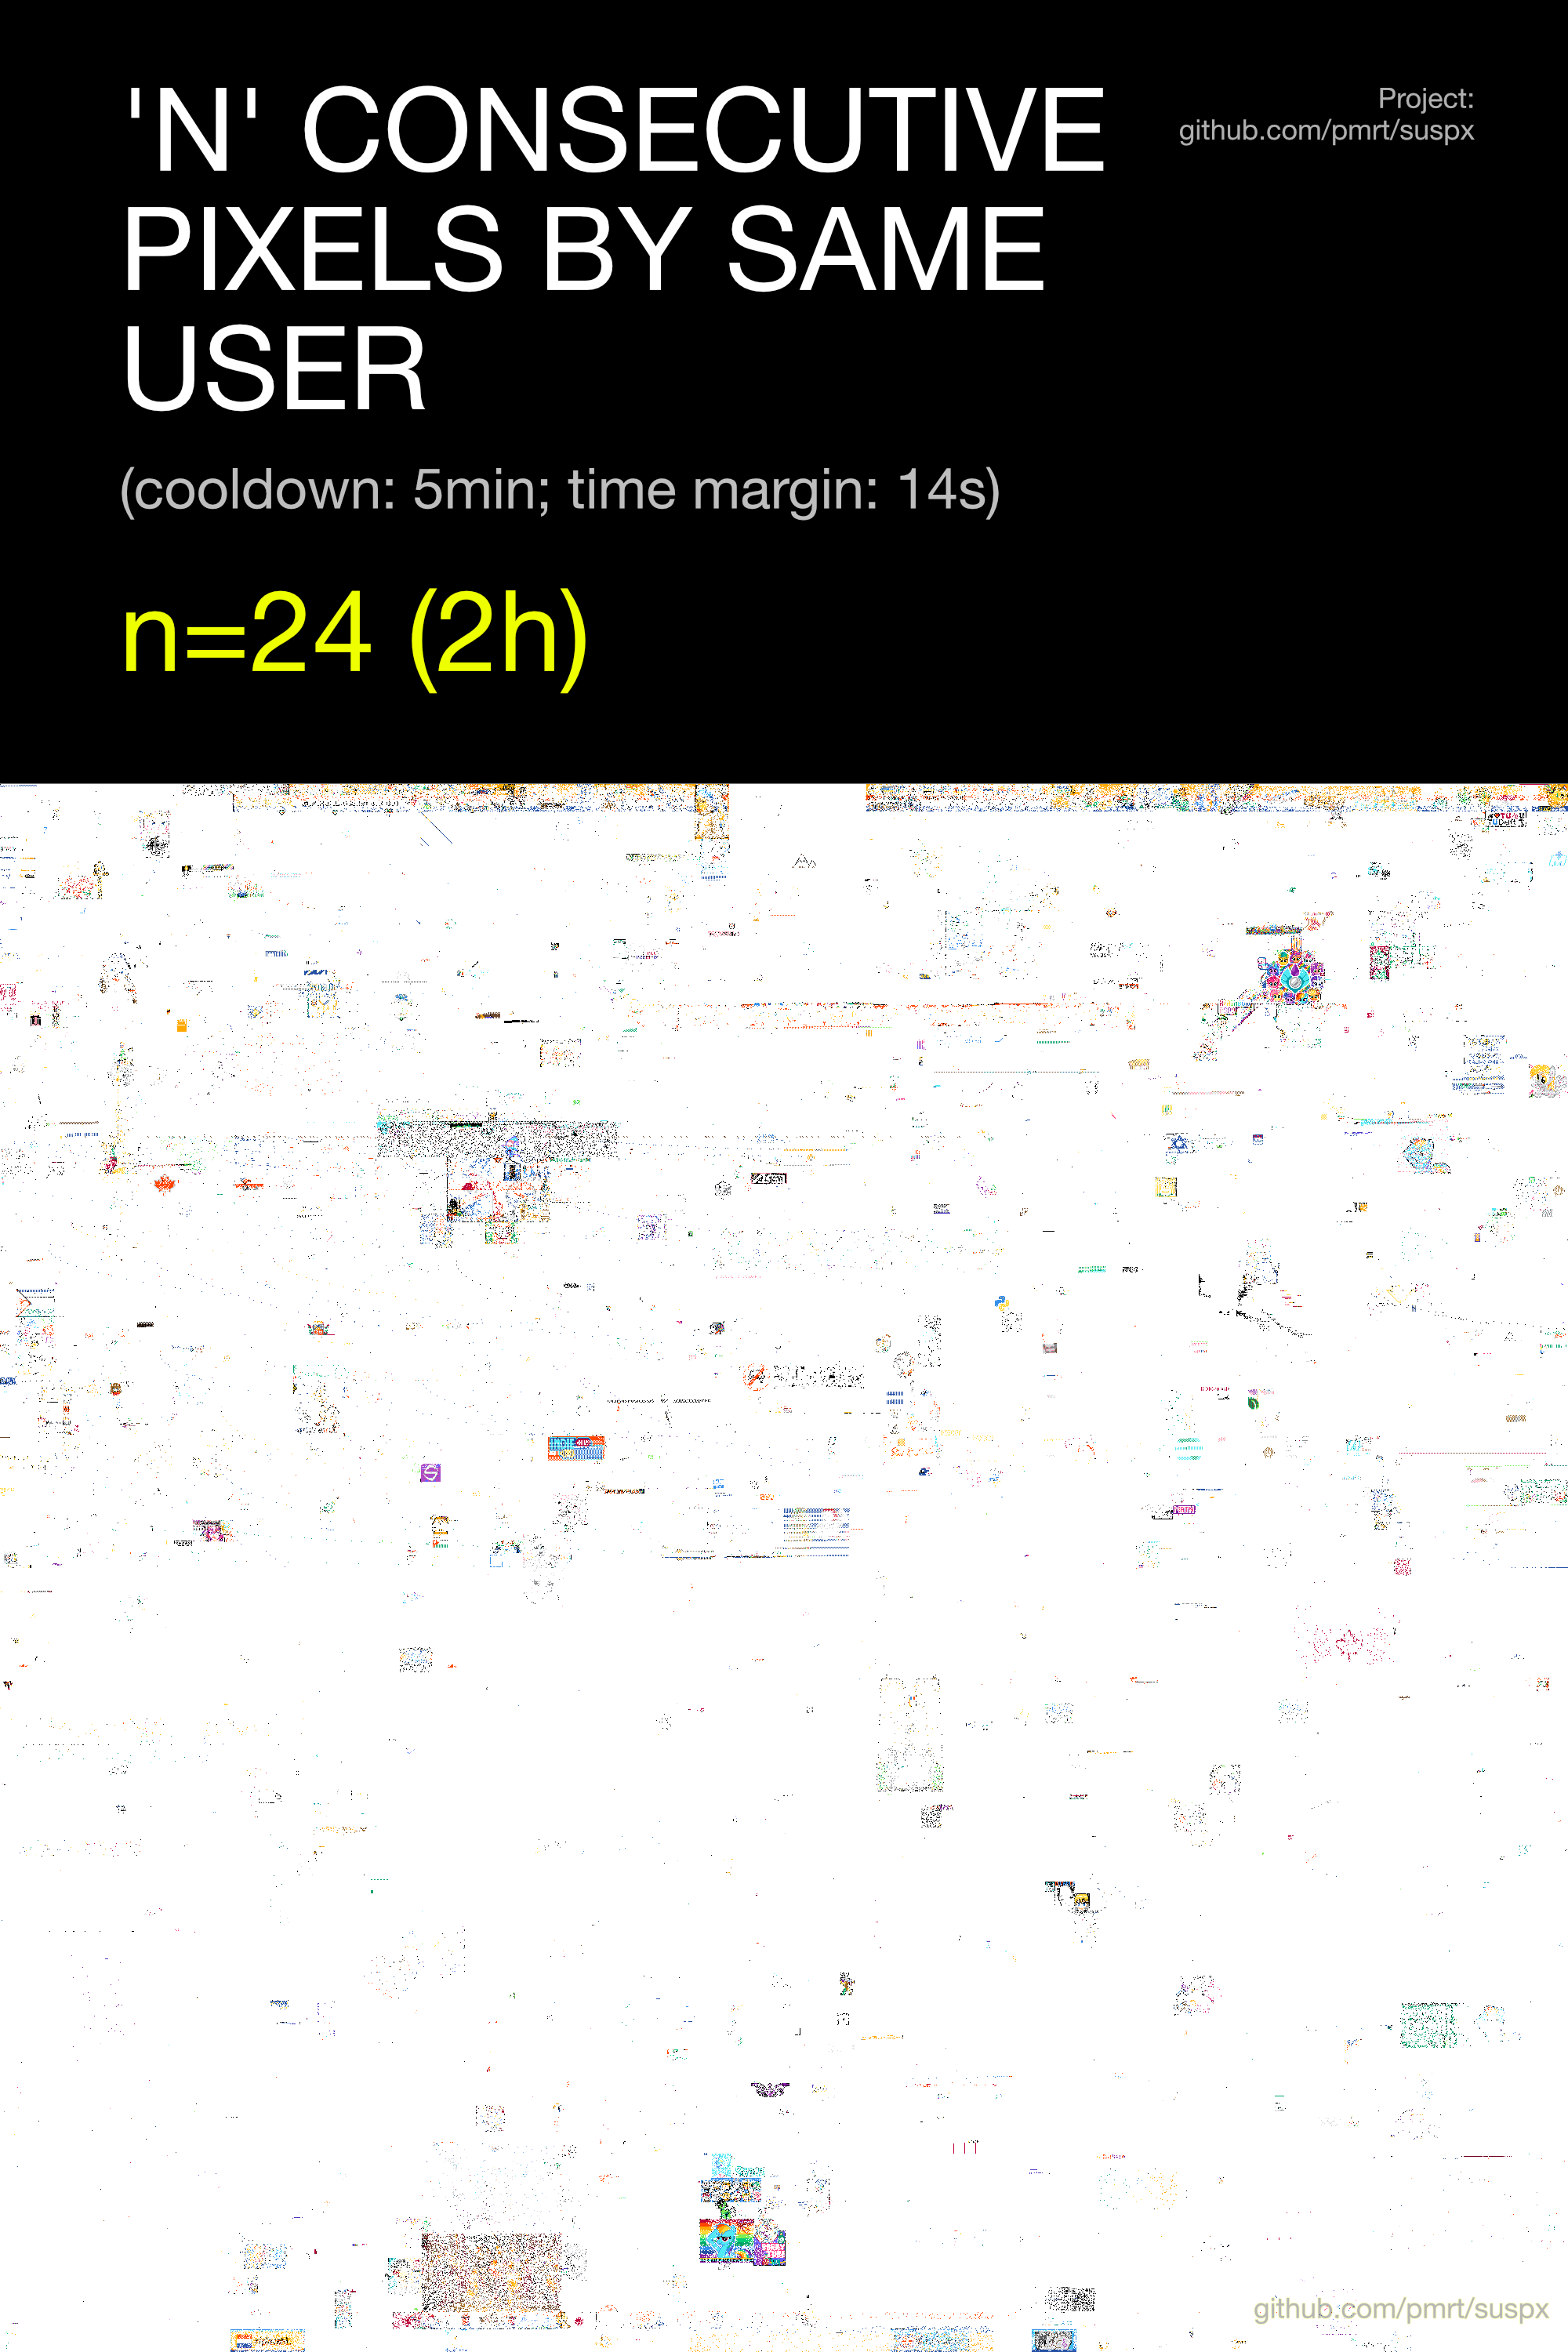 'N' CONSECUTIVE
PIXELS BY SAME
USER
Project:
github.com/pmrt/suspx
(cooldown: 5min; time margin: 14s)
n=24 (2h)
github.com/pmrt/suspx